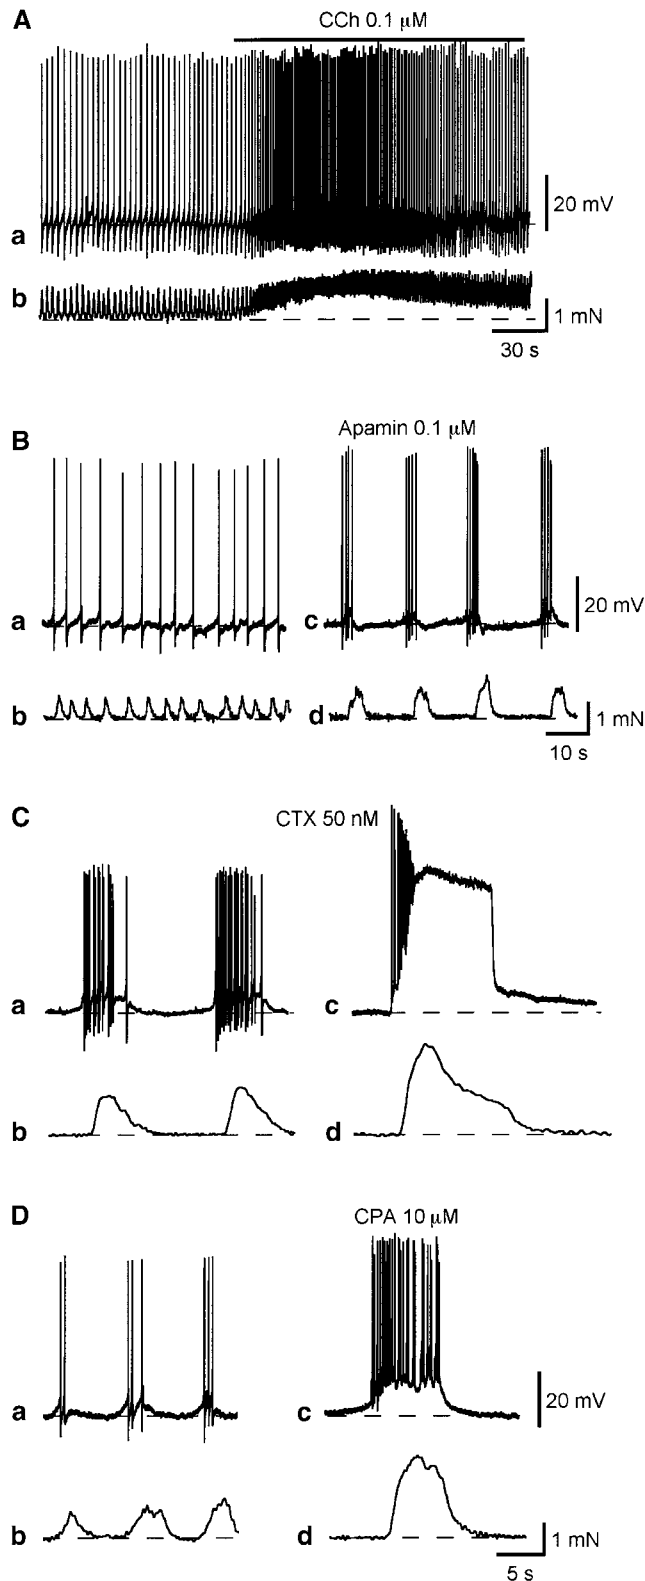 A
CCh 0.1 μM
a
20 mV
b
1 mN
30 s
B
Apamin 0.1 μM
a
c
20 mV
b
d
1 mN
10 s
C
CTX 50 nM
a
c
b
d
D
CPA 10 μM
a
c
20 mV
b
d
1 mN
5 s